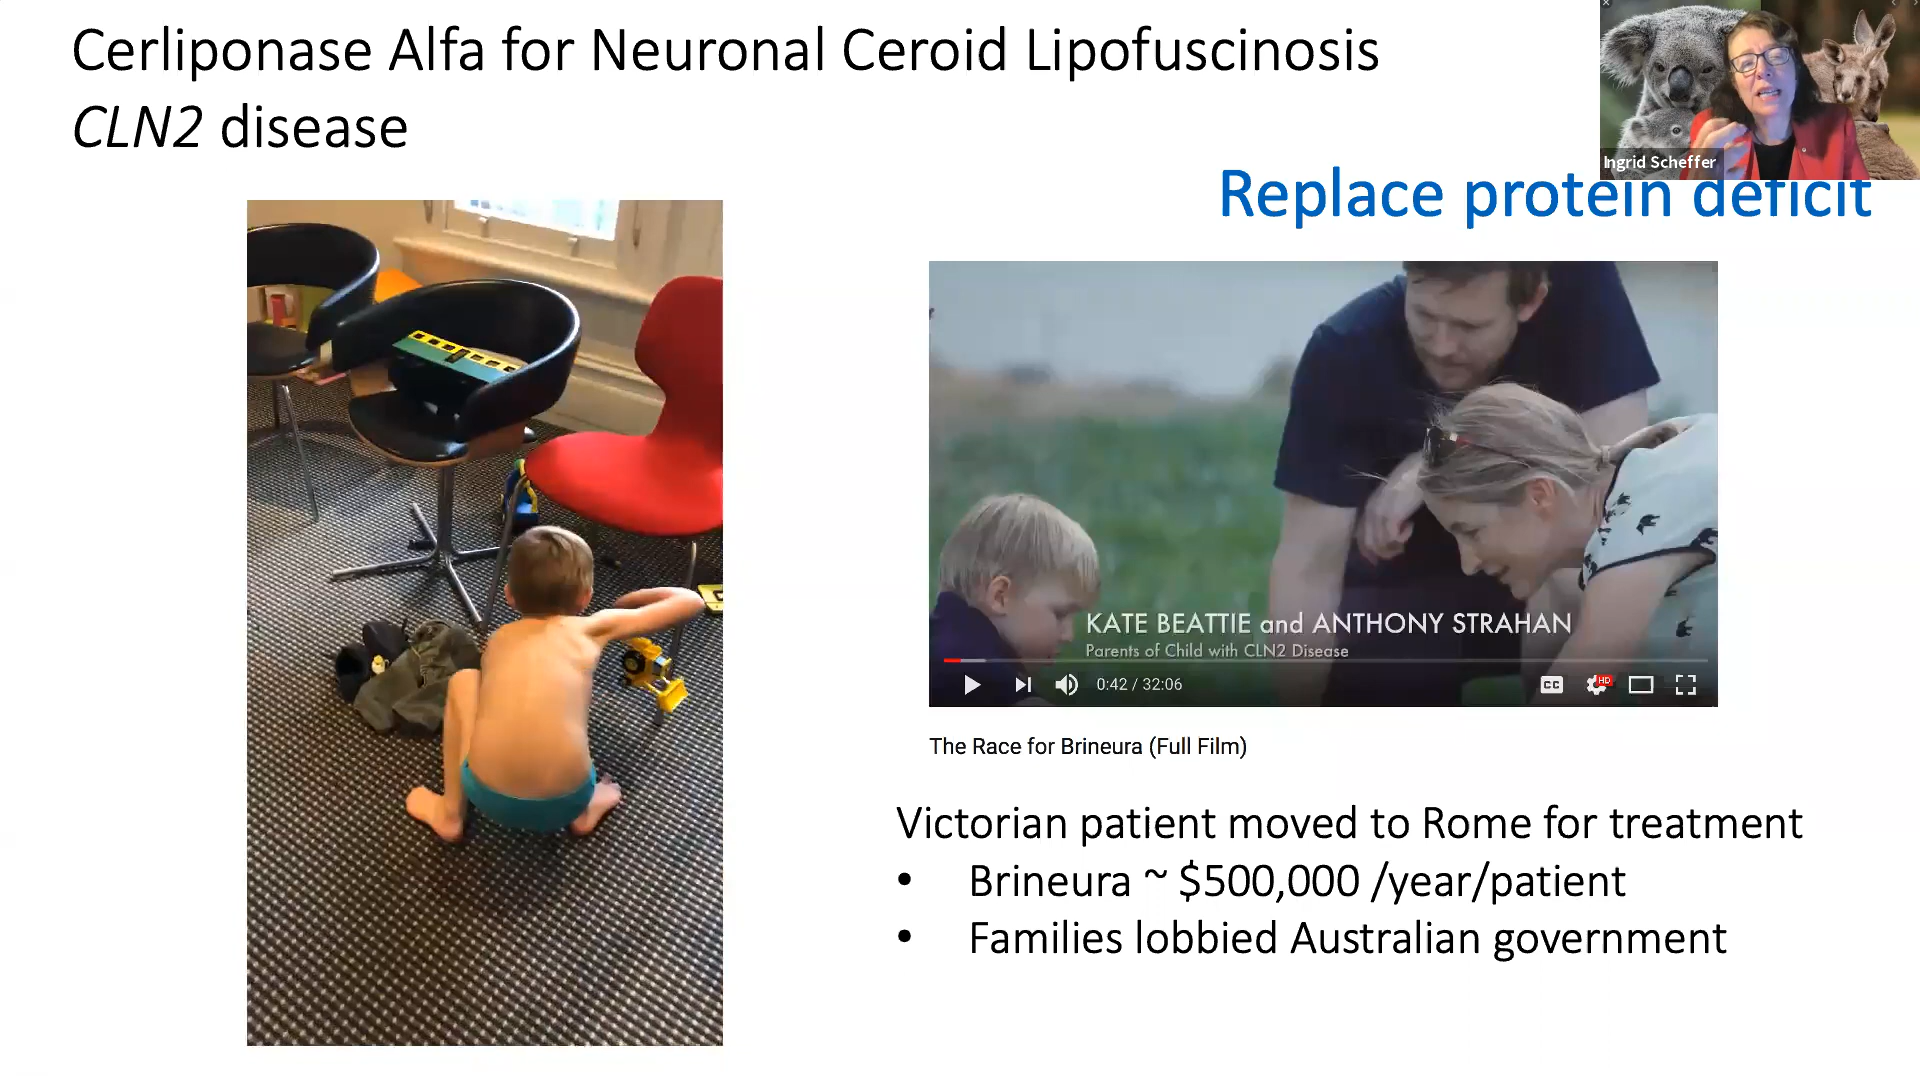 Cerliponase Alfa for Neuronal Ceroid Lipofuscinosis
CLN2 disease
Ingrid Scheffer
Replace protein deficit
KATE BEATTIE and ANTHONY STRAHAN
Parents of Child with CLN2 Disease
0:42 / 32:06
CC
HD
The Race for Brineura (Full Film)
Victorian patient moved to Rome for treatment
• Brineura ~ $500,000 /year/patient
• Families lobbied Australian government